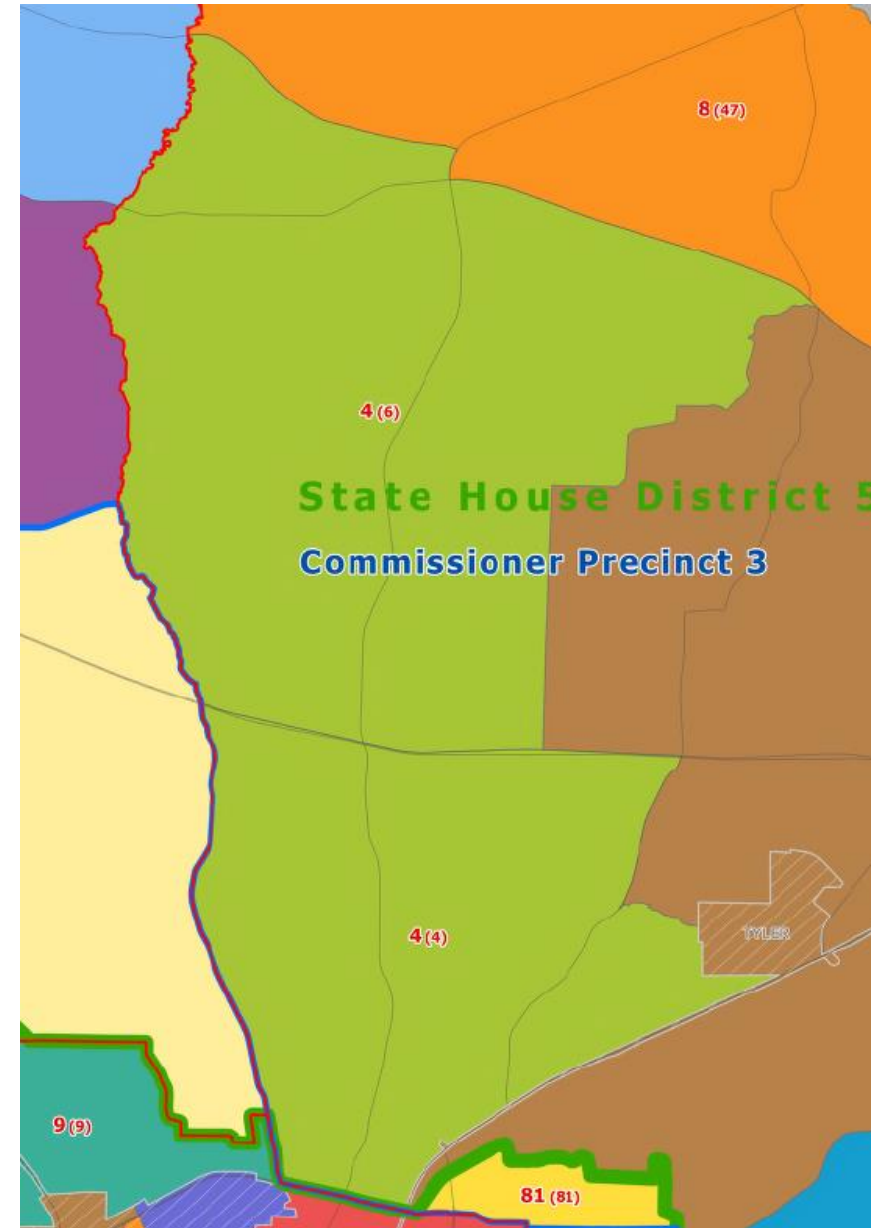 8 (47)
4 (6)
State House District 5
Commissioner Precinct 3
4 (4)
TYLER
9 (9)
81 (81)